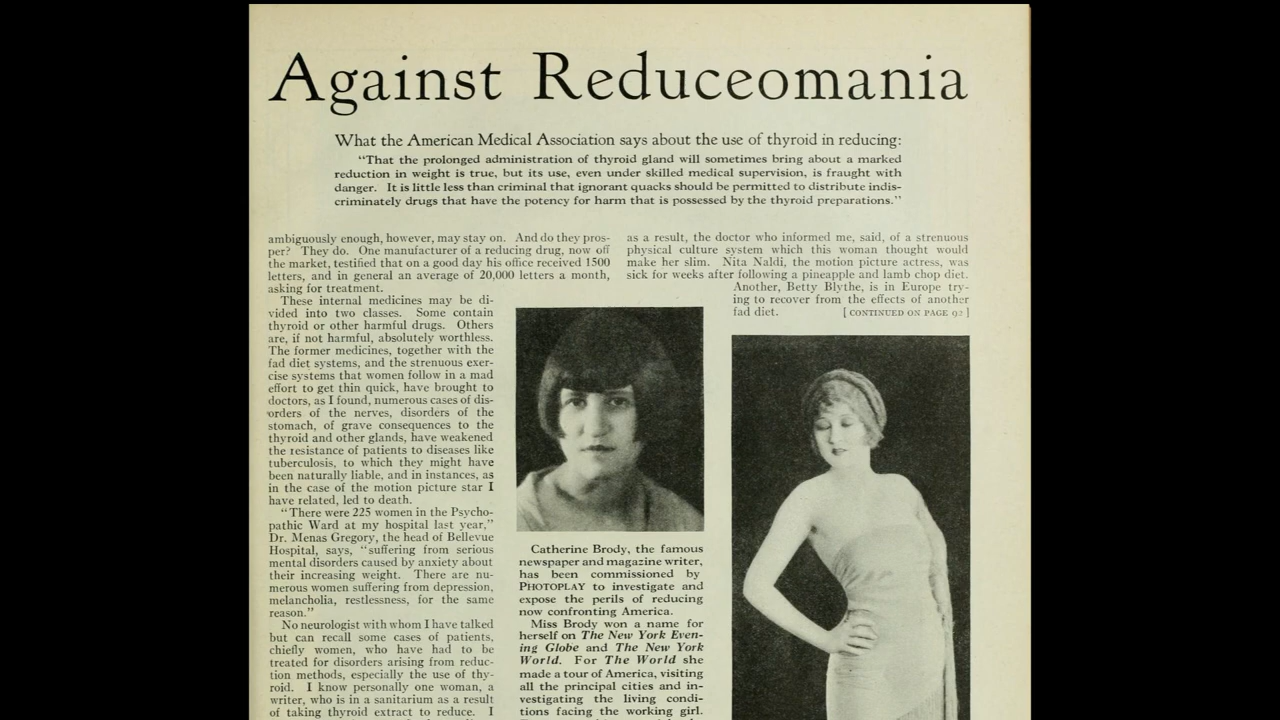 Against Reduceomania
What the American Medical Association says about the use of thyroid in reducing:
"That the prolonged administration of thyroid gland will sometimes bring about a marked
reduction in weight is true, but its use, even under skilled medical supervision, is fraught with
danger. It is little less than criminal that ignorant quacks should be permitted to distribute indis-
criminately drugs that have the potency for harm that is possessed by the thyroid preparations."
ambiguously enough, however, may stay on. And do they pros-
per? They do. One manufacturer of a reducing drug, now off
the market, testified that on a good day his office received 1500
letters, and in general an average of 20,000 letters a month,
asking for treatment.
These internal medicines may be di-
vided into two classes. Some contain
thyroid or other harmful drugs. Others
are, if not harmful, absolutely worthless.
The former medicines, together with the
fad diet systems, and the strenuous exer-
cise systems that women follow in a mad
effort to get thin quick, have brought to
doctors, as I found, numerous cases of dis-
orders of the nerves, disorders of the
stomach, of grave consequences to the
thyroid and other glands, have weakened
the resistance of patients to diseases like
tuberculosis, to which they might have
been naturally liable, and in instances, as
in the case of the motion picture star I
have related, led to death.
"There were 225 women in the Psycho-
pathic Ward at my hospital last year,"
Dr. Menas Gregory, the head of Bellevue
Hospital, says, "suffering from serious
mental disorders caused by anxiety about
their increasing weight. There are nu-
merous women suffering from depression,
melancholia, restlessness, for the same
reason."
No neurologist with whom I have talked
but can recall some cases of patients,
chiefly women, who have had to be
treated for disorders arising from reduc-
tion methods, especially the use of thy-
roid. I know personally one woman, a
writer, who is in a sanitarium as a result
of taking thyroid extract to reduce. I
Catherine Brody, the famous
newspaper and magazine writer,
has been commissioned by
PHOTOPLAY to investigate and
expose the perils of reducing
now confronting America.
Miss Brody won a name for
herself on The New York Even-
ing Globe and The New York
World. For The World she
made a tour of America, visiting
all the principal cities and in-
vestigating the living condi-
tions facing the working girl.
as a result, the doctor who informed me, said, of a strenuous
physical culture system which this woman thought would
make her slim. Nita Naldi, the motion picture actress, was
sick for weeks after following a pineapple and lamb chop diet.
Another, Betty Blythe, is in Europe try-
ing to recover from the effects of another
fad diet. [ CONTINUED ON PAGE 92 ]